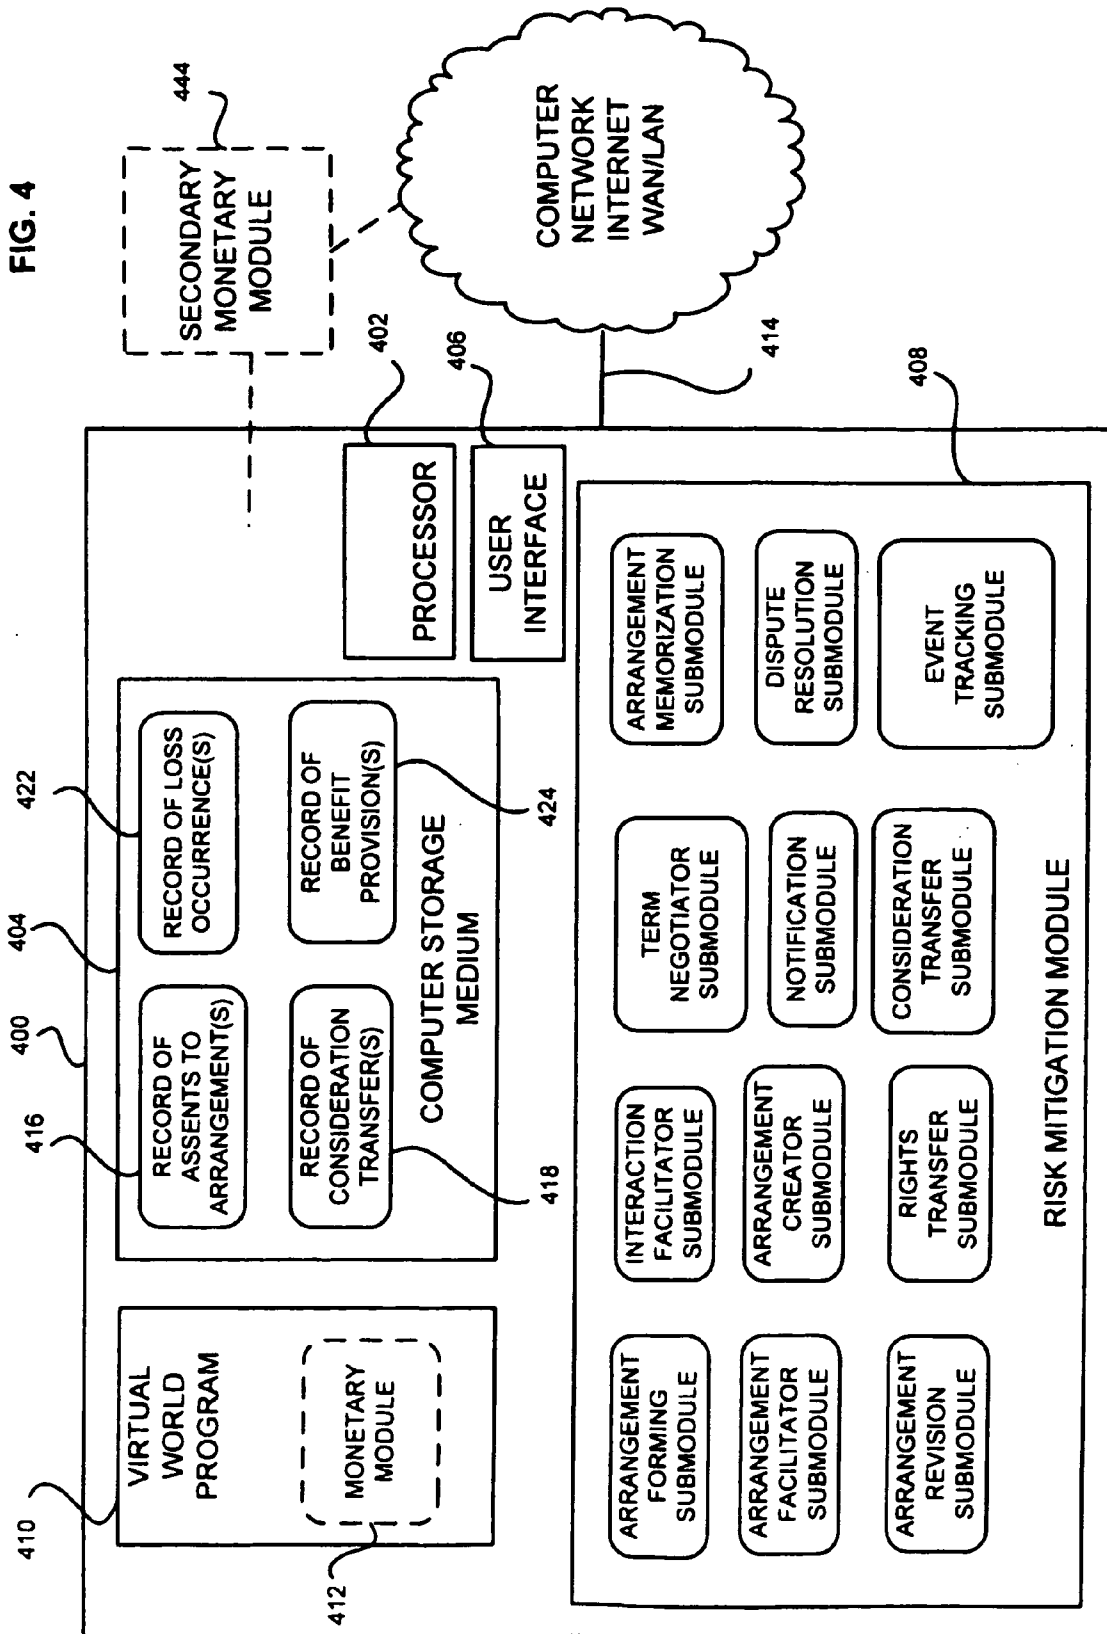 FIG. 4
410
VIRTUAL
WORLD
PROGRAM
MONETARY
MODULE
412
400
404
416
RECORD OF
ASSENTS TO
ARRANGEMENT(S)
422
RECORD OF LOSS
OCCURRENCE(S)
RECORD OF
CONSIDERATION
TRANSFER(S)
418
RECORD OF
BENEFIT
PROVISION(S)
424
COMPUTER STORAGE
MEDIUM
PROCESSOR
402
USER
INTERFACE
406
SECONDARY
MONETARY
MODULE
444
COMPUTER
NETWORK
INTERNET
WAN/LAN
414
408
ARRANGEMENT
FORMING
SUBMODULE
INTERACTION
FACILITATOR
SUBMODULE
TERM
NEGOTIATOR
SUBMODULE
ARRANGEMENT
MEMORIZATION
SUBMODULE
ARRANGEMENT
FACILITATOR
SUBMODULE
ARRANGEMENT
CREATOR
SUBMODULE
NOTIFICATION
SUBMODULE
DISPUTE
RESOLUTION
SUBMODULE
ARRANGEMENT
REVISION
SUBMODULE
RIGHTS
TRANSFER
SUBMODULE
CONSIDERATION
TRANSFER
SUBMODULE
EVENT
TRACKING
SUBMODULE
RISK MITIGATION MODULE